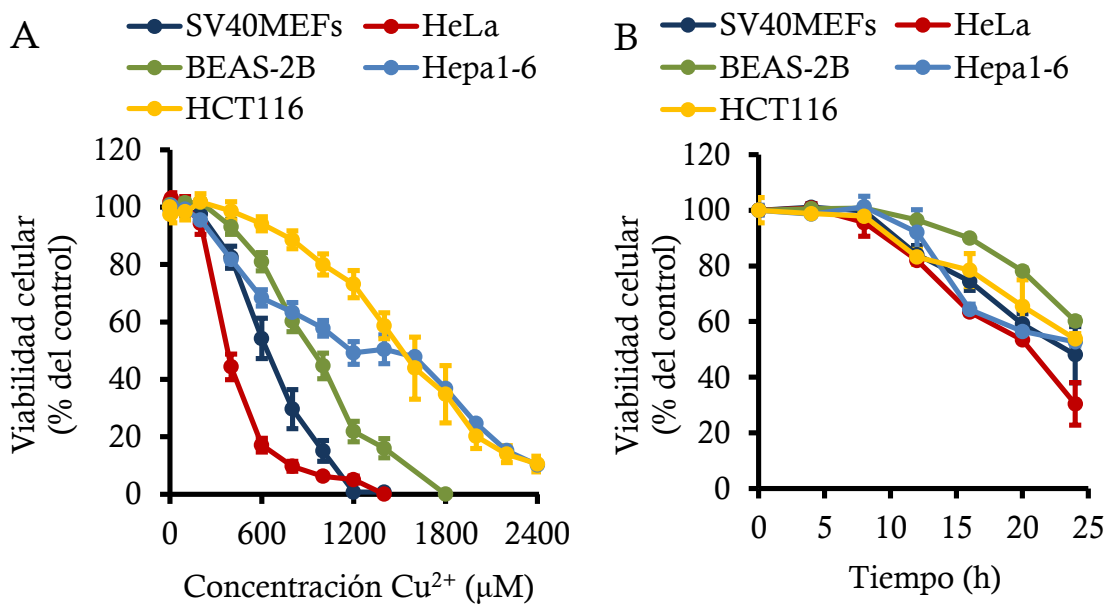 A
SV40MEFs HeLa
BEAS-2B Hepa1-6
HCT116
120
100
80
60
40
20
0
0 600 1200 1800 2400
Viabilidad celular
(% del control)
Concentración Cu²⁺ (μM)
B
SV40MEFs HeLa
BEAS-2B Hepa1-6
HCT116
120
100
80
60
40
20
0
0 5 10 15 20 25
Viabilidad celular
(% del control)
Tiempo (h)